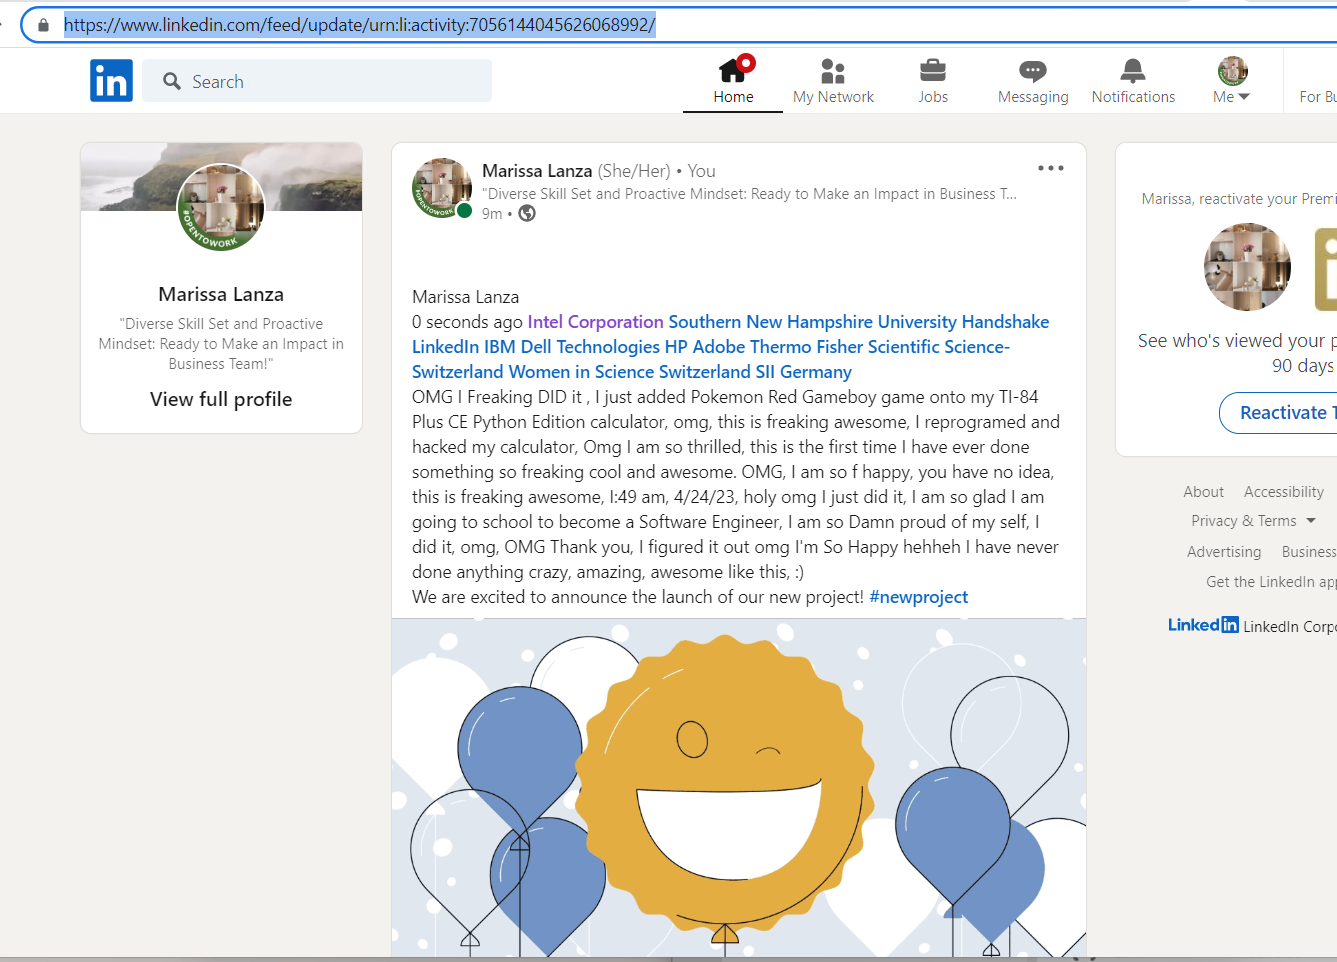 https://www.linkedin.com/feed/update/urn:li:activity:7056144045626068992/
in
Search
Home
My Network
Jobs
Messaging
Notifications
Me
For Bu
#OPENTOWORK
Marissa Lanza
"Diverse Skill Set and Proactive
Mindset: Ready to Make an Impact in
Business Team!"
View full profile
#OPENTOWORK
Marissa Lanza (She/Her) • You
"Diverse Skill Set and Proactive Mindset: Ready to Make an Impact in Business T...
9m •
Marissa Lanza
0 seconds ago Intel Corporation Southern New Hampshire University Handshake
LinkedIn IBM Dell Technologies HP Adobe Thermo Fisher Scientific Science-
Switzerland Women in Science Switzerland SII Germany
OMG I Freaking DID it , I just added Pokemon Red Gameboy game onto my TI-84
Plus CE Python Edition calculator, omg, this is freaking awesome, I reprogramed and
hacked my calculator, Omg I am so thrilled, this is the first time I have ever done
something so freaking cool and awesome. OMG, I am so f happy, you have no idea,
this is freaking awesome, I:49 am, 4/24/23, holy omg I just did it, I am so glad I am
going to school to become a Software Engineer, I am so Damn proud of my self, I
did it, omg, OMG Thank you, I figured it out omg I'm So Happy hehheh I have never
done anything crazy, amazing, awesome like this, :)
We are excited to announce the launch of our new project! #newproject
Marissa, reactivate your Premi
See who's viewed your p
90 days
Reactivate
About Accessibility
Privacy & Terms
Advertising Business
Get the LinkedIn app
Linked in LinkedIn Corpo